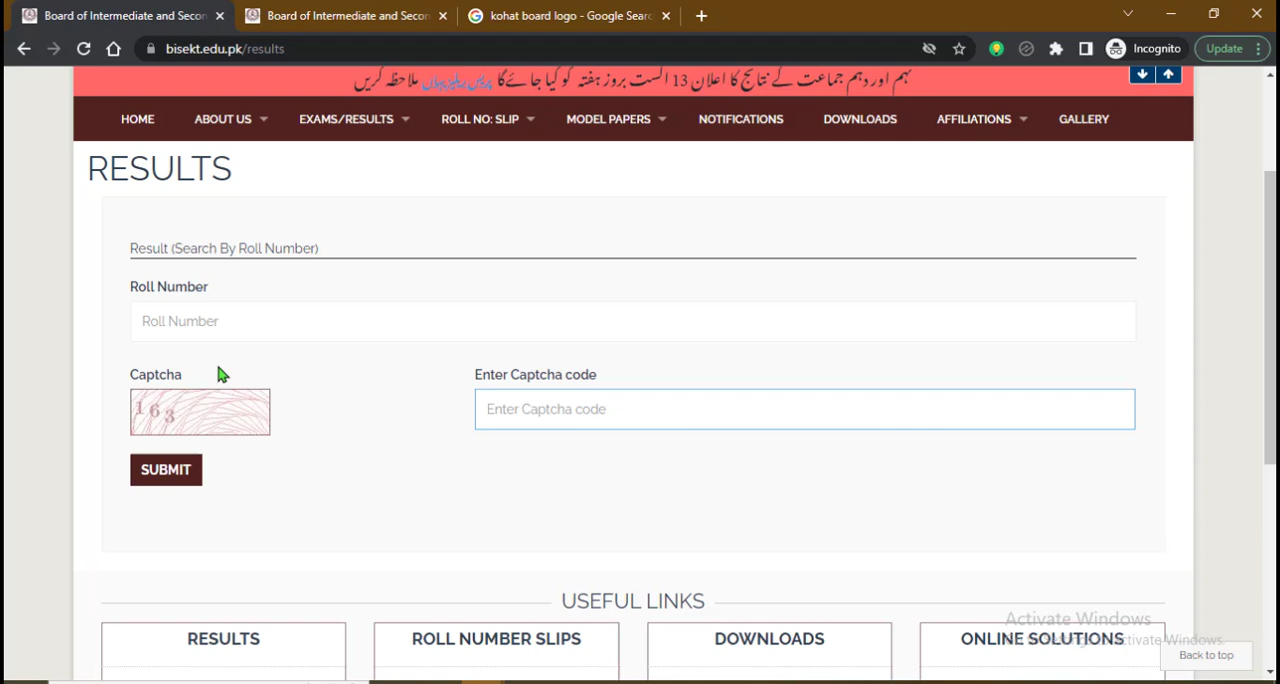 Board of Intermediate and Secon
Board of Intermediate and Secon
kohat board logo - Google Searc
bisekt.edu.pk/results
Incognito
Update
نہم اور دہم جماعت کے نتائج کا اعلان 13 اگست بروز ہفتہ کو کیا جائے گا پریس ریلیز یہاں ملاحظہ کریں
HOME
ABOUT US
EXAMS/RESULTS
ROLL NO: SLIP
MODEL PAPERS
NOTIFICATIONS
DOWNLOADS
AFFILIATIONS
GALLERY
RESULTS
Result (Search By Roll Number)
Roll Number
Roll Number
Captcha
Enter Captcha code
163
Enter Captcha code
SUBMIT
USEFUL LINKS
RESULTS
ROLL NUMBER SLIPS
DOWNLOADS
ONLINE SOLUTIONS
Activate Windows
Back to top